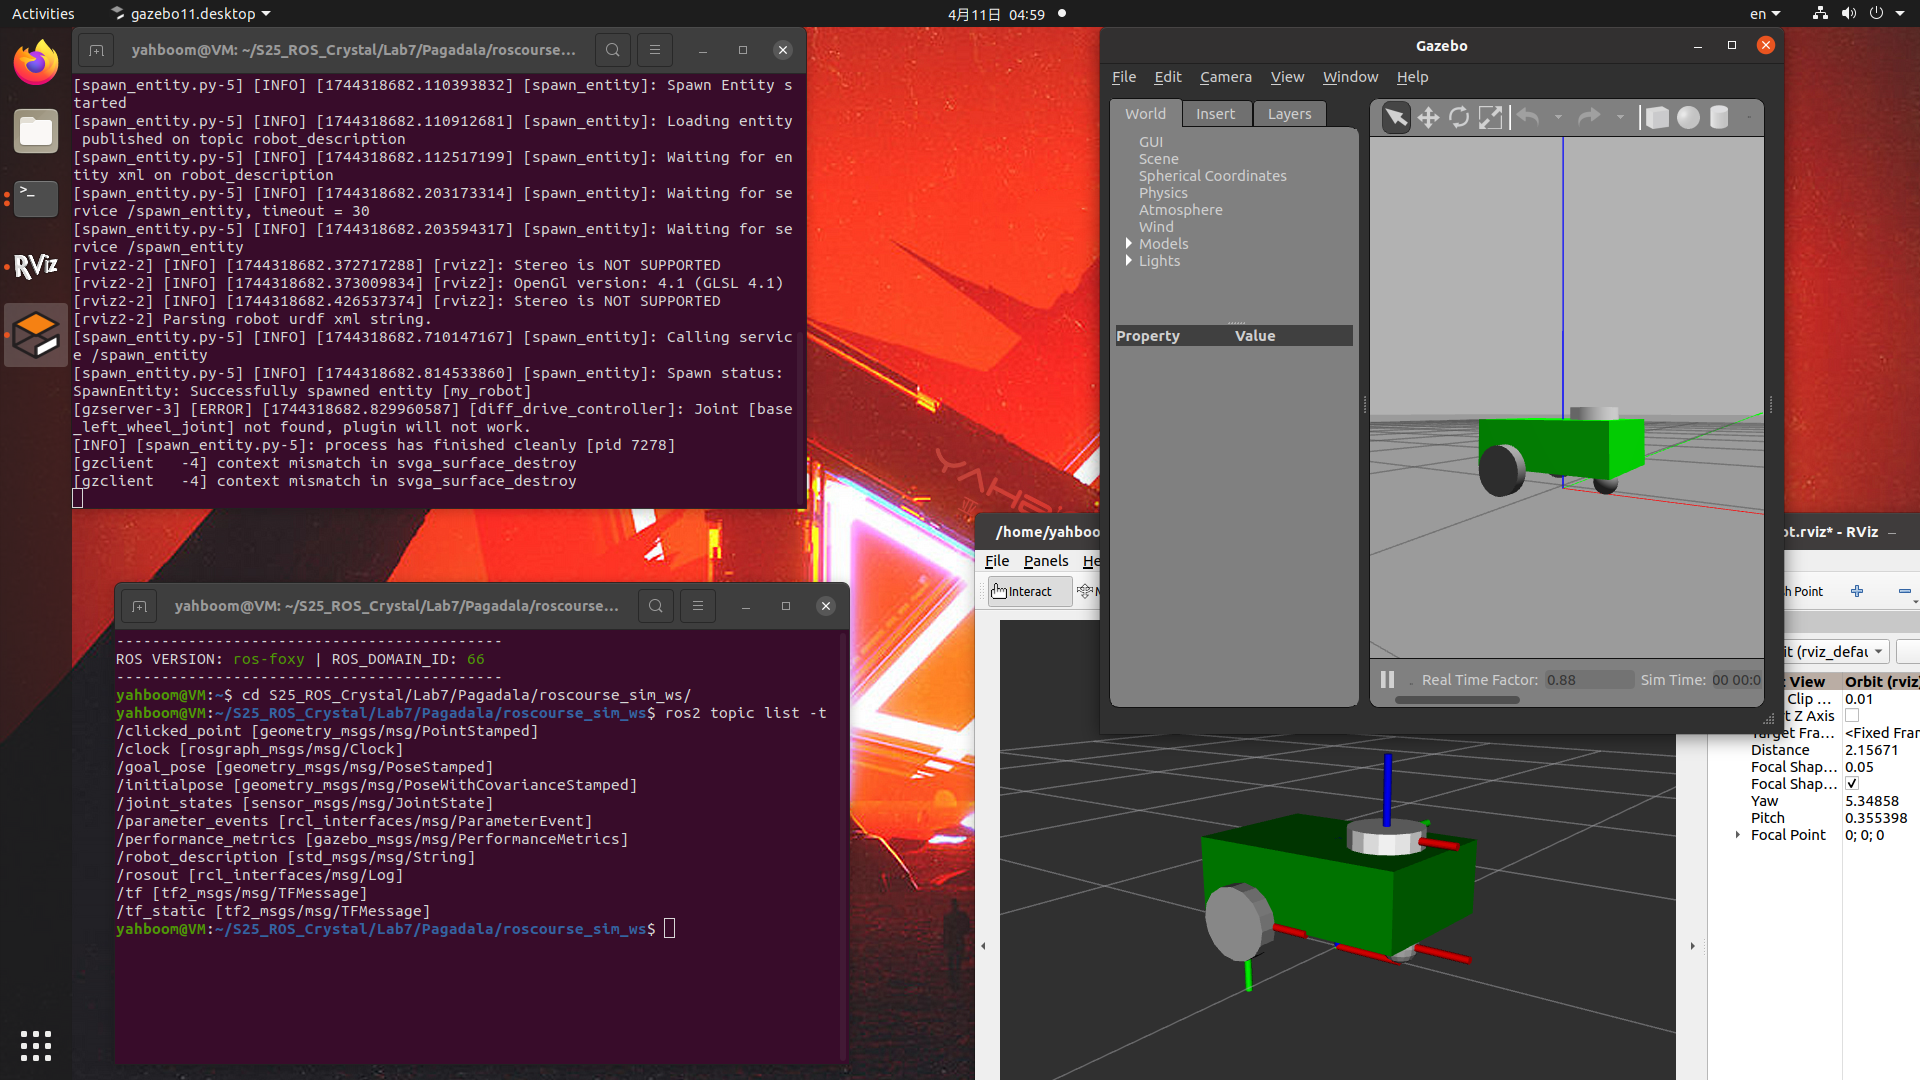 Activities
gazebo11.desktop
4月11日 04:59
en
yahboom@VM: ~/S25_ROS_Crystal/Lab7/Pagadala/roscourse...
[spawn_entity.py-5] [INFO] [1744318682.110393832] [spawn_entity]: Spawn Entity s
tarted
[spawn_entity.py-5] [INFO] [1744318682.110912681] [spawn_entity]: Loading entity
 published on topic robot_description
[spawn_entity.py-5] [INFO] [1744318682.112517199] [spawn_entity]: Waiting for en
tity xml on robot_description
[spawn_entity.py-5] [INFO] [1744318682.203173314] [spawn_entity]: Waiting for se
rvice /spawn_entity, timeout = 30
[spawn_entity.py-5] [INFO] [1744318682.203594317] [spawn_entity]: Waiting for se
rvice /spawn_entity
[rviz2-2] [INFO] [1744318682.372717288] [rviz2]: Stereo is NOT SUPPORTED
[rviz2-2] [INFO] [1744318682.373009834] [rviz2]: OpenGl version: 4.1 (GLSL 4.1)
[rviz2-2] [INFO] [1744318682.426537374] [rviz2]: Stereo is NOT SUPPORTED
[rviz2-2] Parsing robot urdf xml string.
[spawn_entity.py-5] [INFO] [1744318682.710147167] [spawn_entity]: Calling servic
e /spawn_entity
[spawn_entity.py-5] [INFO] [1744318682.814533860] [spawn_entity]: Spawn status:
SpawnEntity: Successfully spawned entity [my_robot]
[gzserver-3] [ERROR] [1744318682.829960587] [diff_drive_controller]: Joint [base
_left_wheel_joint] not found, plugin will not work.
[INFO] [spawn_entity.py-5]: process has finished cleanly [pid 7278]
[gzclient   -4] context mismatch in svga_surface_destroy
[gzclient   -4] context mismatch in svga_surface_destroy
RViz
yahboom@VM: ~/S25_ROS_Crystal/Lab7/Pagadala/roscourse...
--------------------------------------------
ROS VERSION: ros-foxy | ROS_DOMAIN_ID: 66
--------------------------------------------
yahboom@VM:~$ cd S25_ROS_Crystal/Lab7/Pagadala/roscourse_sim_ws/
yahboom@VM:~/S25_ROS_Crystal/Lab7/Pagadala/roscourse_sim_ws$ ros2 topic list -t
/clicked_point [geometry_msgs/msg/PointStamped]
/clock [rosgraph_msgs/msg/Clock]
/goal_pose [geometry_msgs/msg/PoseStamped]
/initialpose [geometry_msgs/msg/PoseWithCovarianceStamped]
/joint_states [sensor_msgs/msg/JointState]
/parameter_events [rcl_interfaces/msg/ParameterEvent]
/performance_metrics [gazebo_msgs/msg/PerformanceMetrics]
/robot_description [std_msgs/msg/String]
/rosout [rcl_interfaces/msg/Log]
/tf [tf2_msgs/msg/TFMessage]
/tf_static [tf2_msgs/msg/TFMessage]
yahboom@VM:~/S25_ROS_Crystal/Lab7/Pagadala/roscourse_sim_ws$
Gazebo
File Edit Camera View Window Help
World Insert Layers
GUI
Scene
Spherical Coordinates
Physics
Atmosphere
Wind
Models
Lights
Property Value
Real Time Factor: 0.88 Sim Time: 00 00:0
/home/yahboo
ot.rviz* - RViz
File Panels He
Interact M
h Point
it (rviz_defau
t View Orbit (rviz)
Clip ... 0.01
t Z Axis
Target Fra... <Fixed Fram
Distance 2.15671
Focal Shap... 0.05
Focal Shap...
Yaw 5.34858
Pitch 0.355398
Focal Point 0; 0; 0